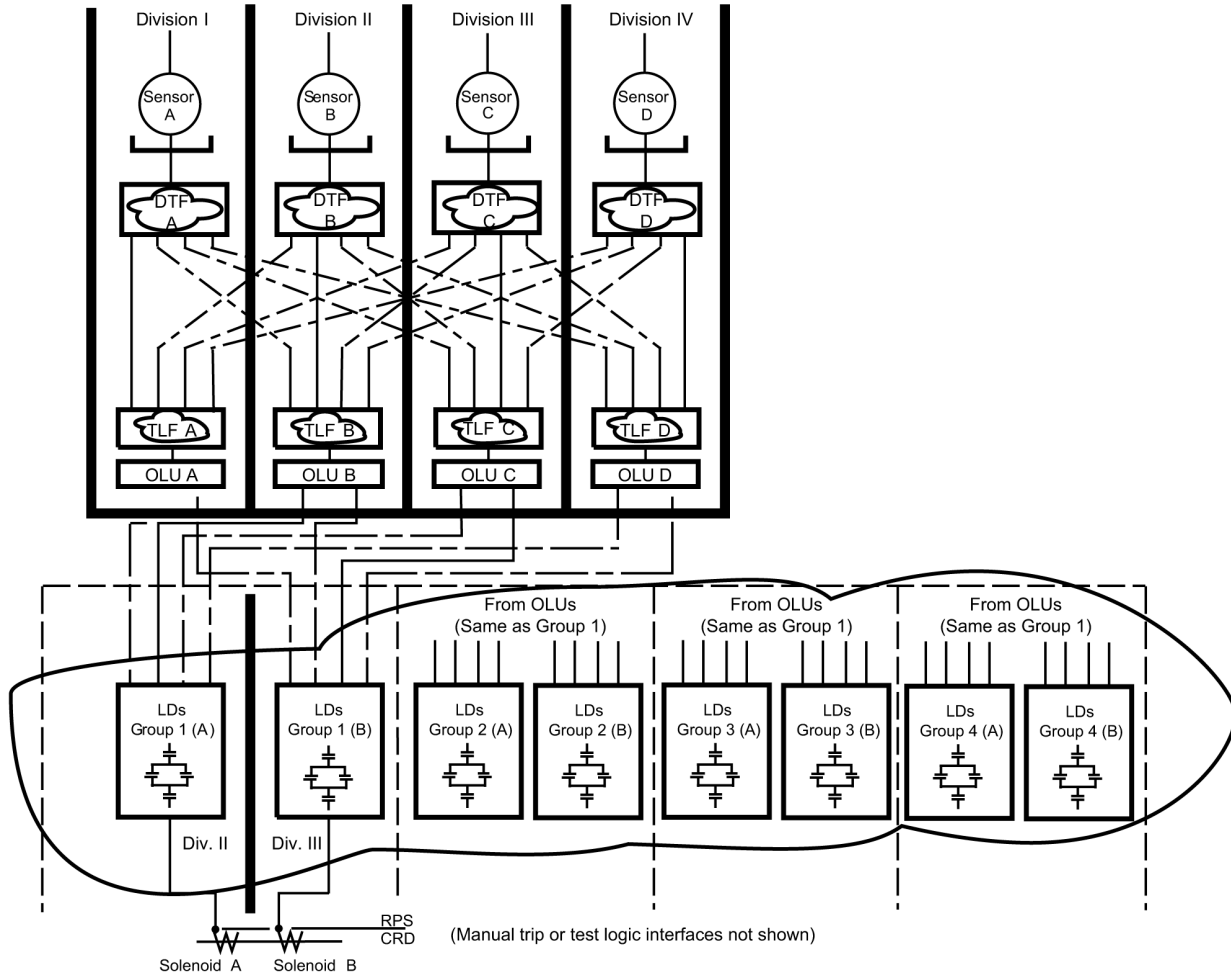 Division I
Division II
Division III
Division IV
Sensor
A
Sensor
B
Sensor
C
Sensor
D
DTF
A
DTF
B
DTF
C
DTF
D
TLF A
TLF B
TLF C
TLF D
OLU A
OLU B
OLU C
OLU D
From OLUs
(Same as Group 1)
From OLUs
(Same as Group 1)
From OLUs
(Same as Group 1)
LDs
Group 1 (A)
LDs
Group 1 (B)
LDs
Group 2 (A)
LDs
Group 2 (B)
LDs
Group 3 (A)
LDs
Group 3 (B)
LDs
Group 4 (A)
LDs
Group 4 (B)
Div. II
Div. III
RPS
CRD
(Manual trip or test logic interfaces not shown)
Solenoid A
Solenoid B